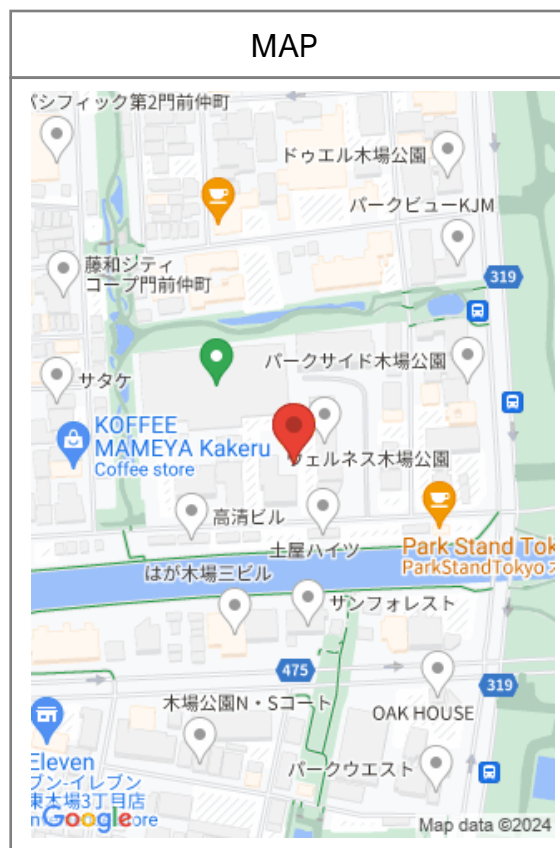 MAP
パシフィック第2門前仲町
ドゥエル木場公園
パークビューKJM
藤和シティ
コープ門前仲町
319
パークサイド木場公園
サタケ
KOFFEE
MAMEYA Kakeru
Coffee store
ウェルネス木場公園
高清ビル
土屋ハイツ
Park Stand Tok
ParkStandTokyo
はが木場三ビル
サンフォレスト
475
319
木場公園N・Sコート
OAK HOUSE
Eleven
ブン-イレブン
東木場3丁目店
パークウエスト
Google
ore
Map data ©2024